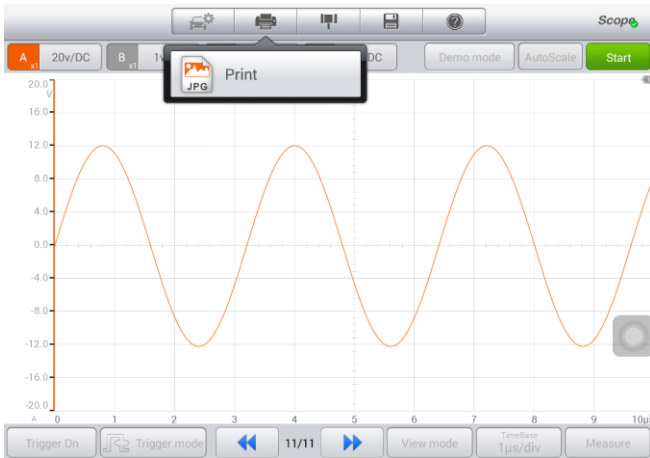 Scope
A x1 20v/DC
B x1 1v
DC
Demo mode
AutoScale
Start
JPG
Print
20.0
V
16.0
12.0
8.0
4.0
0.0
-4.0
-8.0
-12.0
-16.0
-20.0
A 0 1 2 3 4 5 6 7 8 9 10μ
Trigger On
Trigger mode
11/11
View mode
TimeBase
1μs/div
Measure